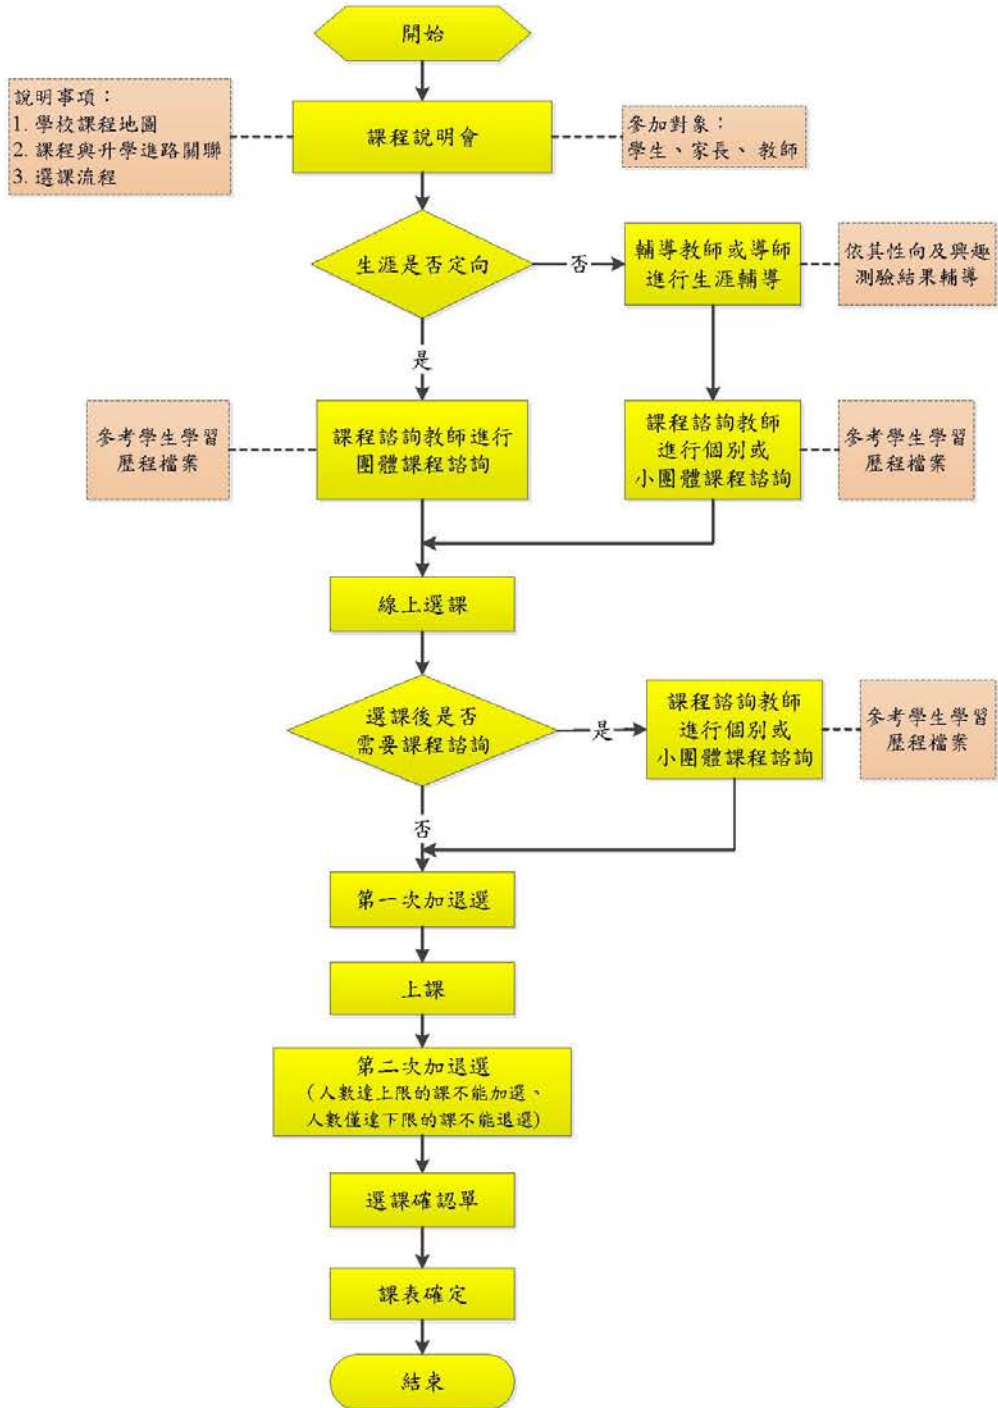 開始
說明事項：
1. 學校課程地圖
2. 課程與升學進路關聯
3. 選課流程
課程說明會
參加對象：
學生、家長、 教師
生涯是否定向
否
輔導教師或導師
進行生涯輔導
依其性向及興趣
測驗結果輔導
是
參考學生學習
歷程檔案
課程諮詢教師進行
團體課程諮詢
課程諮詢教師
進行個別或
小團體課程諮詢
參考學生學習
歷程檔案
線上選課
選課後是否
需要課程諮詢
是
課程諮詢教師
進行個別或
小團體課程諮詢
參考學生學習
歷程檔案
否
第一次加退選
上課
第二次加退選
（人數達上限的課不能加選、
人數僅達下限的課不能退選)
選課確認單
課表確定
結束